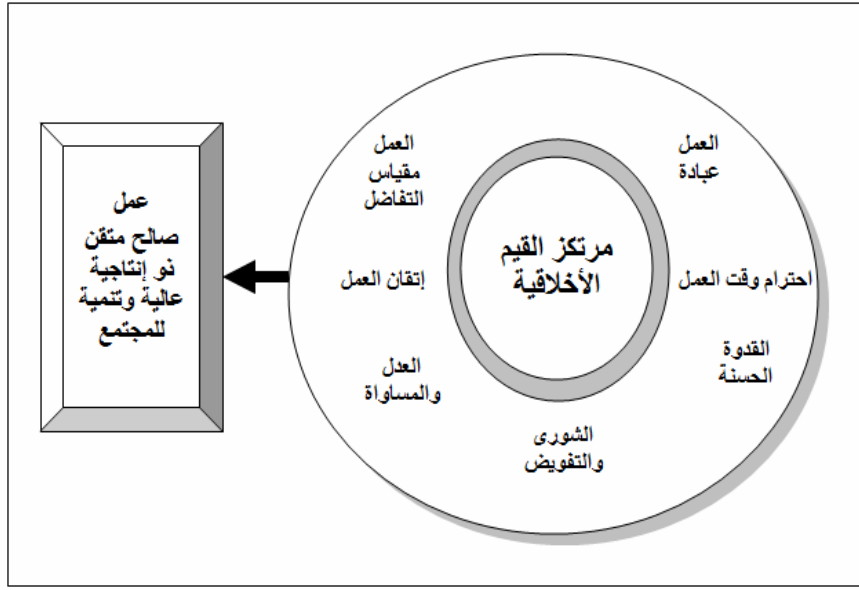 العمل
عبادة
العمل
مقياس
التفاضل
مرتكز القيم
الأخلاقية
احترام وقت العمل
إتقان العمل
القدوة
الحسنة
العدل
والمساواة
الشورى
والتفويض
عمل
صالح متقن
ذو إنتاجية
عالية وتنمية
للمجتمع